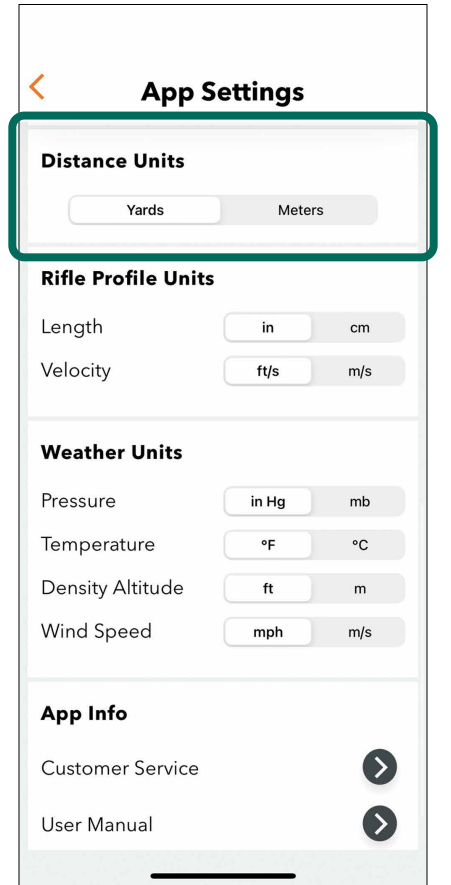 App Settings
Distance Units
Yards Meters
Rifle Profile Units
Length in cm
Velocity ft/s m/s
Weather Units
Pressure in Hg mb
Temperature °F °C
Density Altitude ft m
Wind Speed mph m/s
App Info
Customer Service
User Manual